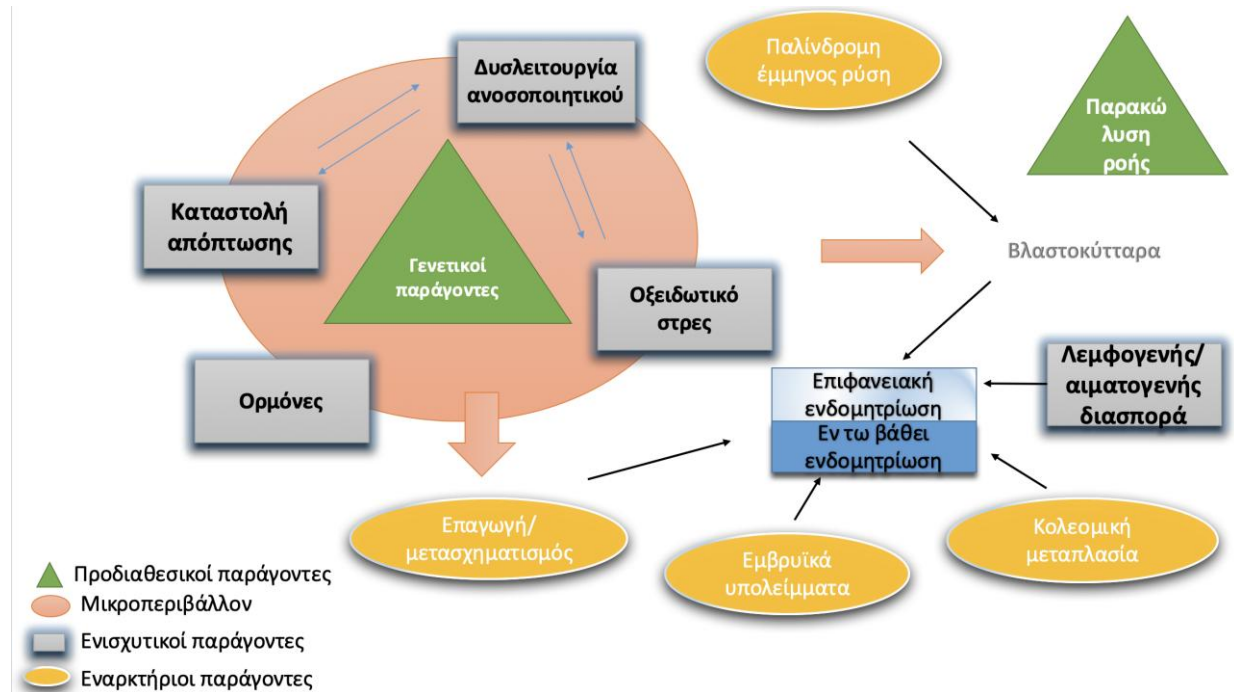 Παλίνδρομη
έμμηνος ρύση
Δυσλειτουργία
ανοσοποιητικού
Παρακώ
λυση
ροής
Καταστολή
απόπτωσης
Γενετικοί
παράγοντες
Βλαστοκύτταρα
Οξειδωτικό
στρες
Ορμόνες
Επιφανειακή
ενδομητρίωση
Εν τω βάθει
ενδομητρίωση
Λεμφογενής/
αιματογενής
διασπορά
Επαγωγή/
μετασχηματισμός
Εμβρυϊκά
υπολείμματα
Κολεομική
μεταπλασία
Προδιαθεσικοί παράγοντες
Μικροπεριβάλλον
Ενισχυτικοί παράγοντες
Εναρκτήριοι παράγοντες